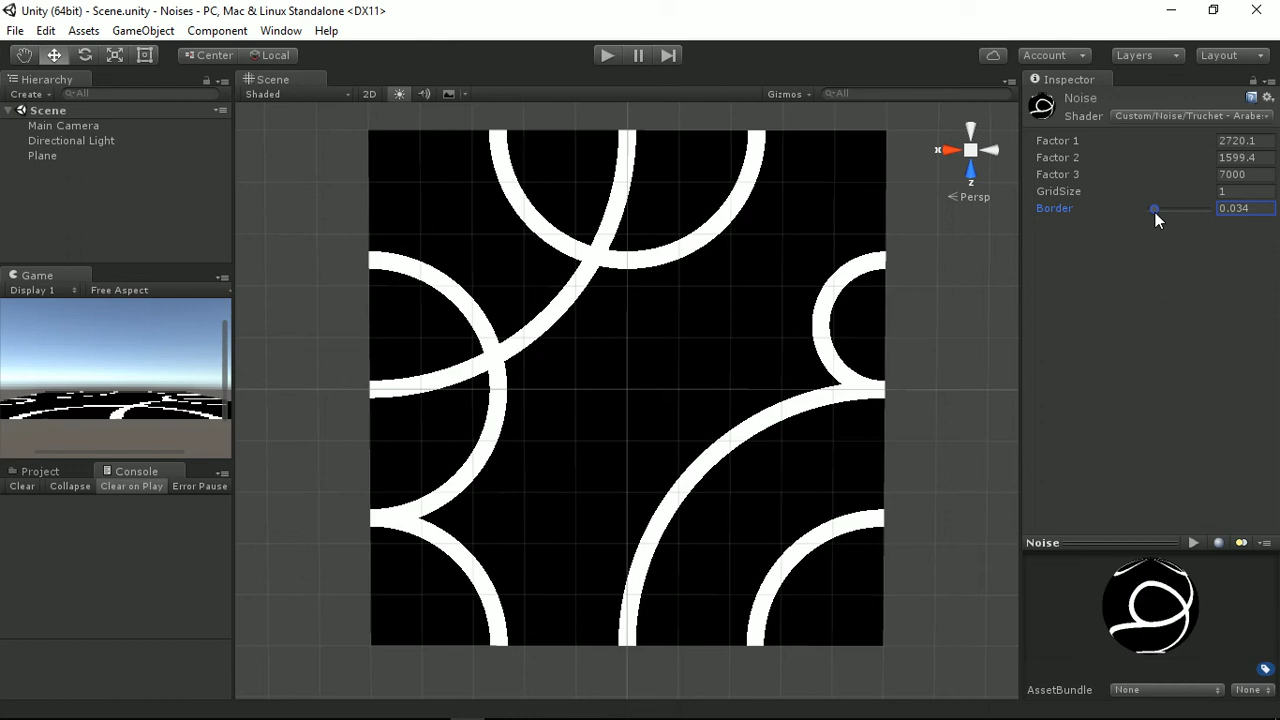 Unity (64bit) - Scene.unity - Noises - PC, Mac & Linux Standalone <DX11>
File Edit Assets GameObject Component Window Help
Center Local Account Layers Layout
Hierarchy
Create All
Scene
Main Camera
Directional Light
Plane
Scene
Shaded 2D Gizmos All
x
z
Persp
Game
Display 1 Free Aspect
Project Console
Clear Collapse Clear on Play Error Pause
Inspector
Noise
Shader Custom/Noise/Truchet - Arabe
Factor 1 2720.1
Factor 2 1599.4
Factor 3 7000
GridSize 1
Border 0.034
Noise
AssetBundle None None